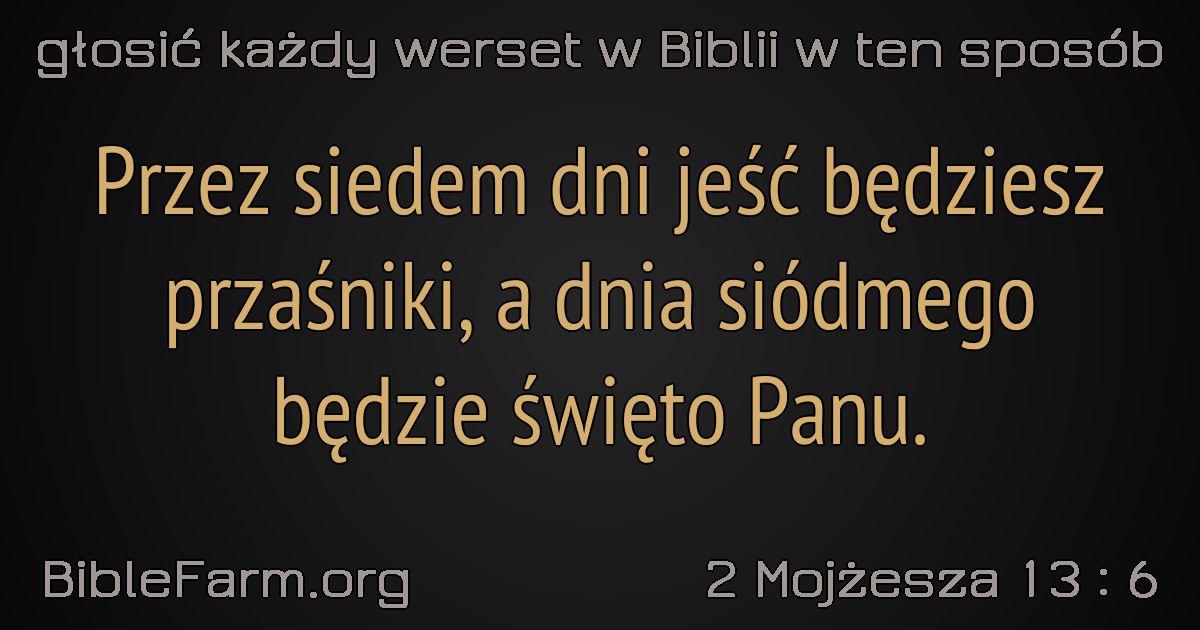 głosić każdy werset w Biblii w ten sposób
Przez siedem dni jeść będziesz
przaśniki, a dnia siódmego
będzie święto Panu.
BibleFarm.org
2 Mojżesza 13 : 6